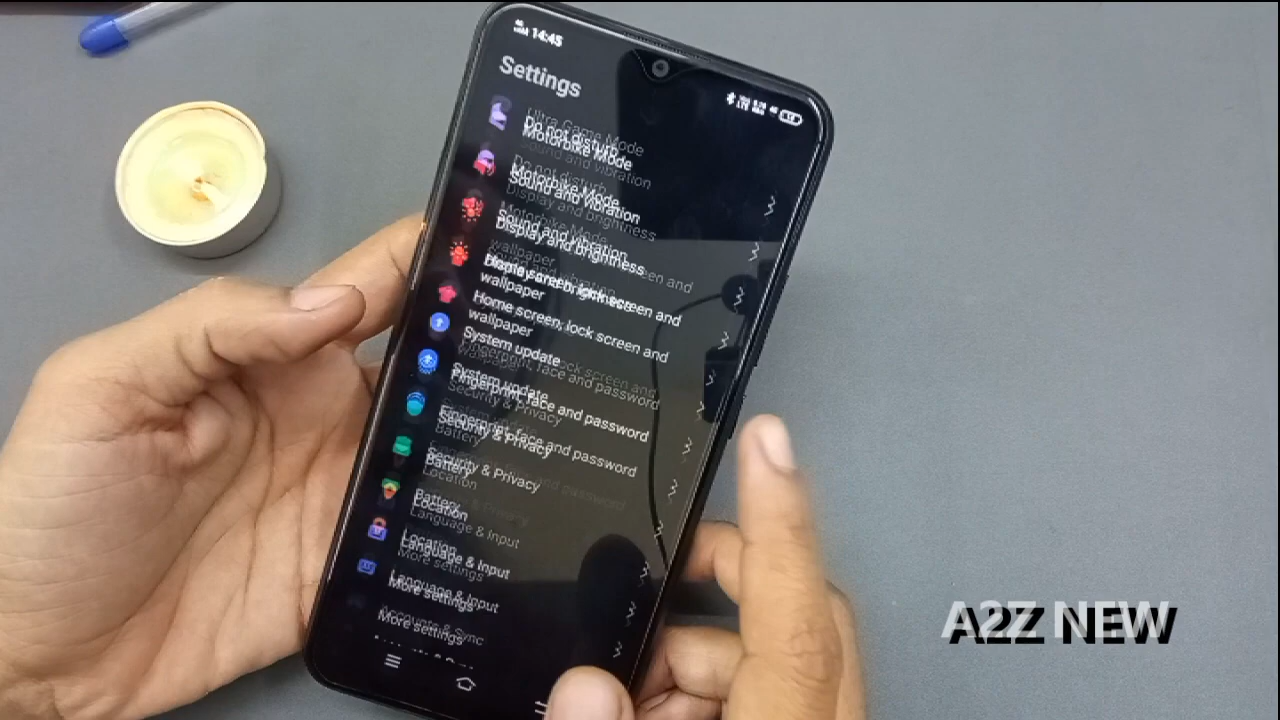 14:45
Settings
Ultra Game Mode
Do not disturb
Motorbike Mode
Sound and vibration
Display and brightness
Home screen, lock screen and
wallpaper
System update
Fingerprint, face and password
Security & Privacy
Battery
Location
Language & Input
More settings
Accounts & Sync
A2Z NEW